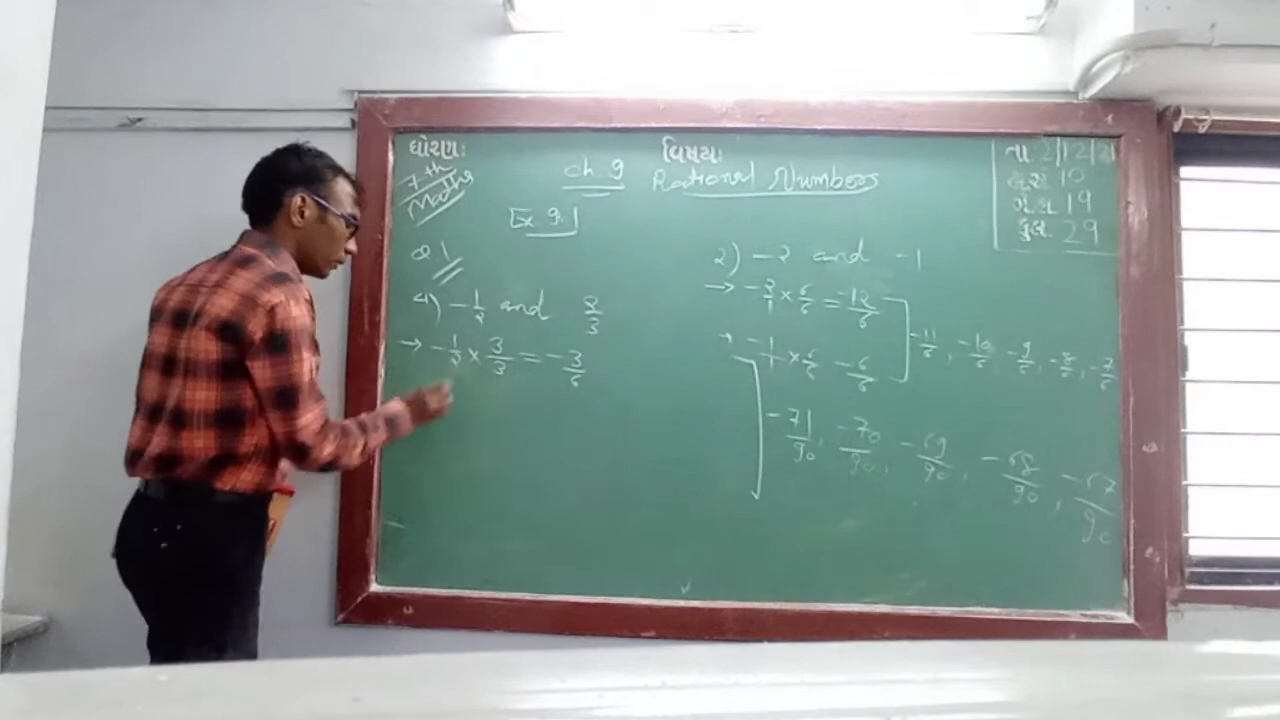 ધોરણ:
7th
Maths
વિષય:
ch. 9 Rational Numbers
તા. 2/12/21
10
19
કુલ. 29
Ex 9.1
Q.1
4) -1/2 and 2/3
→ -1/2 × 3/3 = -3/6
2) -2 and -1
→ -2/1 × 6/6 = -12/6
→ -1/1 × 6/6 -6/6
-11/6, -10/6, -9/6, -8/6, -7/6
-71/90, -70/90, -69/90, -68/90, -67/90